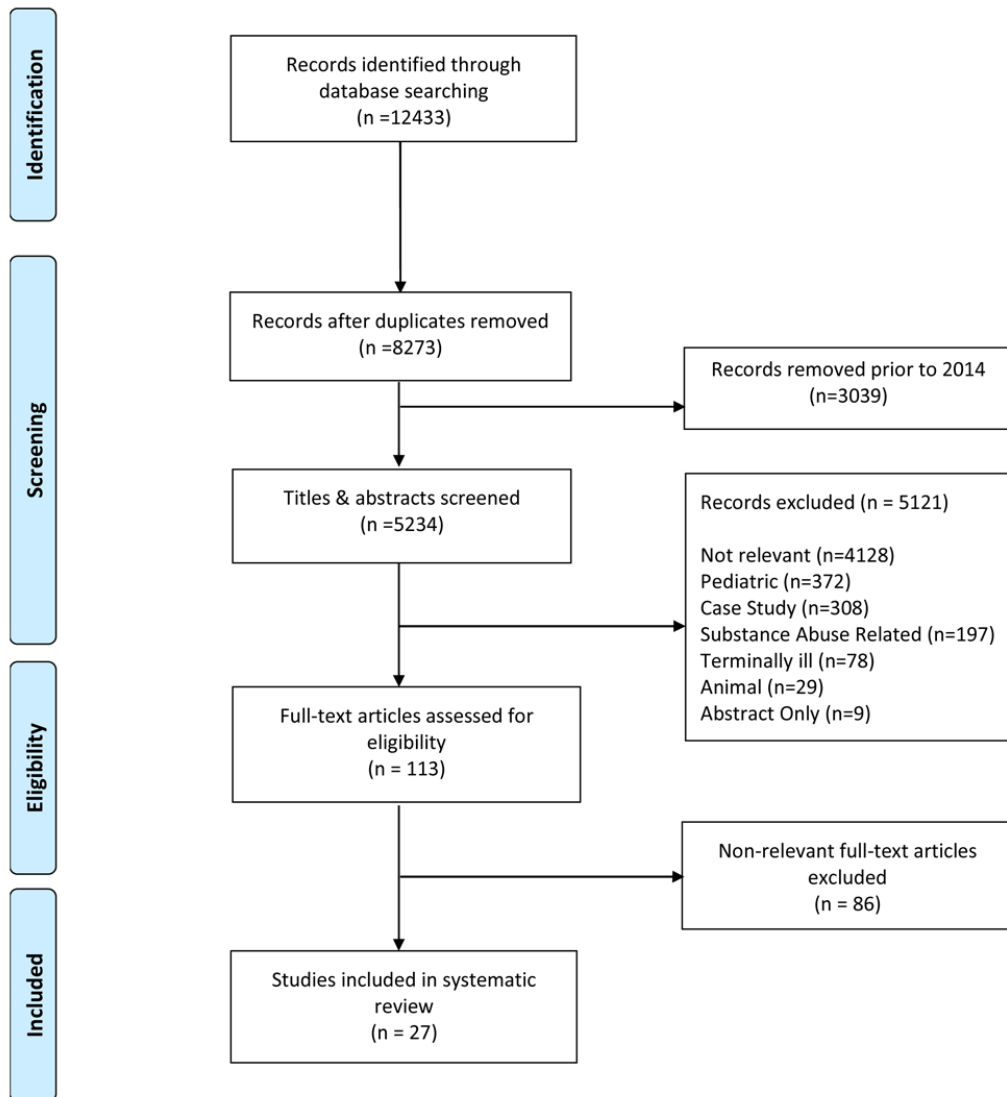 Identification
Records identified through
database searching
(n =12433)
Screening
Records after duplicates removed
(n =8273)
Records removed prior to 2014
(n=3039)
Titles & abstracts screened
(n =5234)
Records excluded (n = 5121)
Not relevant (n=4128)
Pediatric (n=372)
Case Study (n=308)
Substance Abuse Related (n=197)
Terminally ill (n=78)
Animal (n=29)
Abstract Only (n=9)
Eligibility
Full-text articles assessed for
eligibility
(n = 113)
Non-relevant full-text articles
excluded
(n = 86)
Included
Studies included in systematic
review
(n = 27)